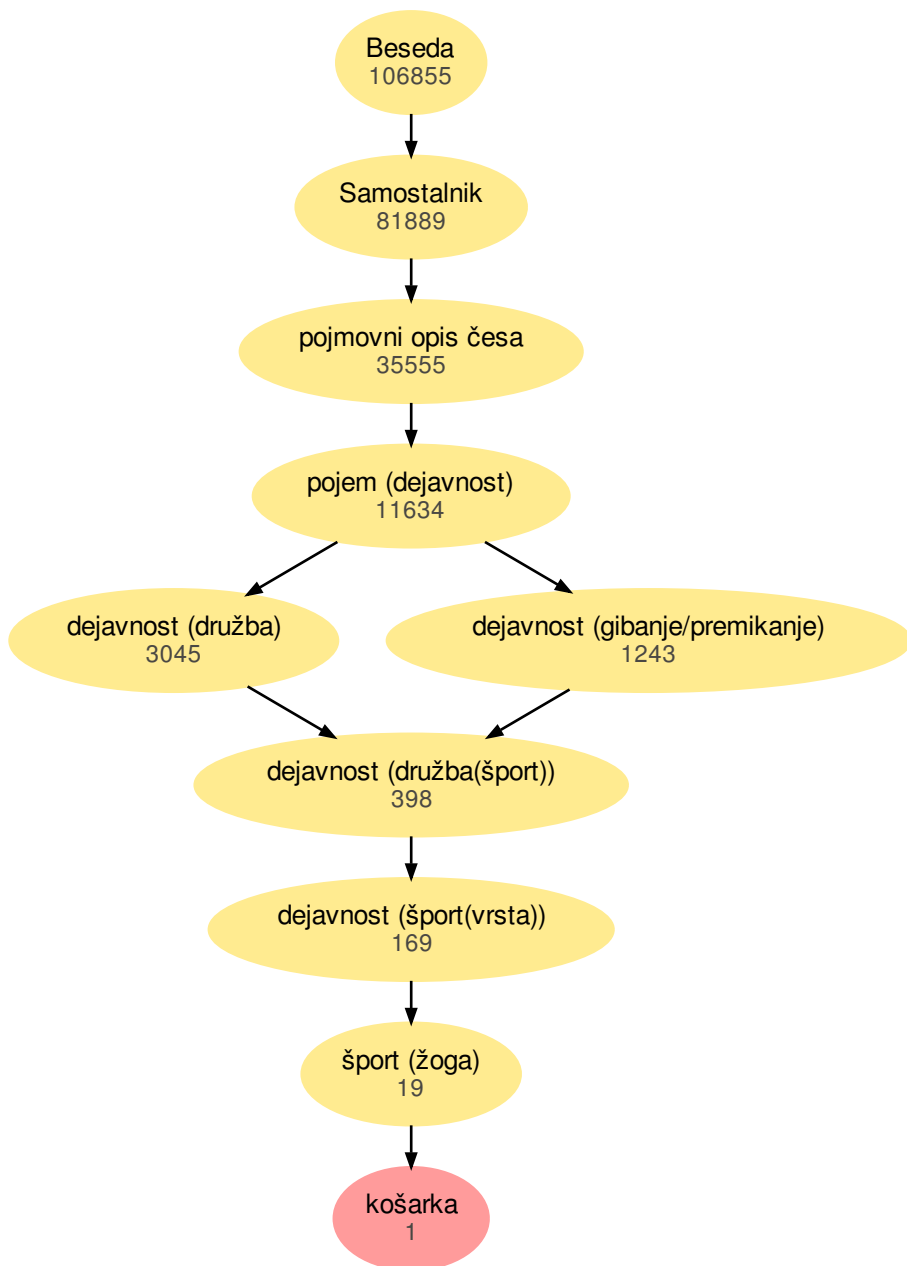 Beseda
106855
Samostalnik
81889
pojmovni opis česa
35555
pojem (dejavnost)
11634
dejavnost (družba)
3045
dejavnost (gibanje/premikanje)
1243
dejavnost (družba(šport))
398
dejavnost (šport(vrsta))
169
šport (žoga)
19
košarka
1